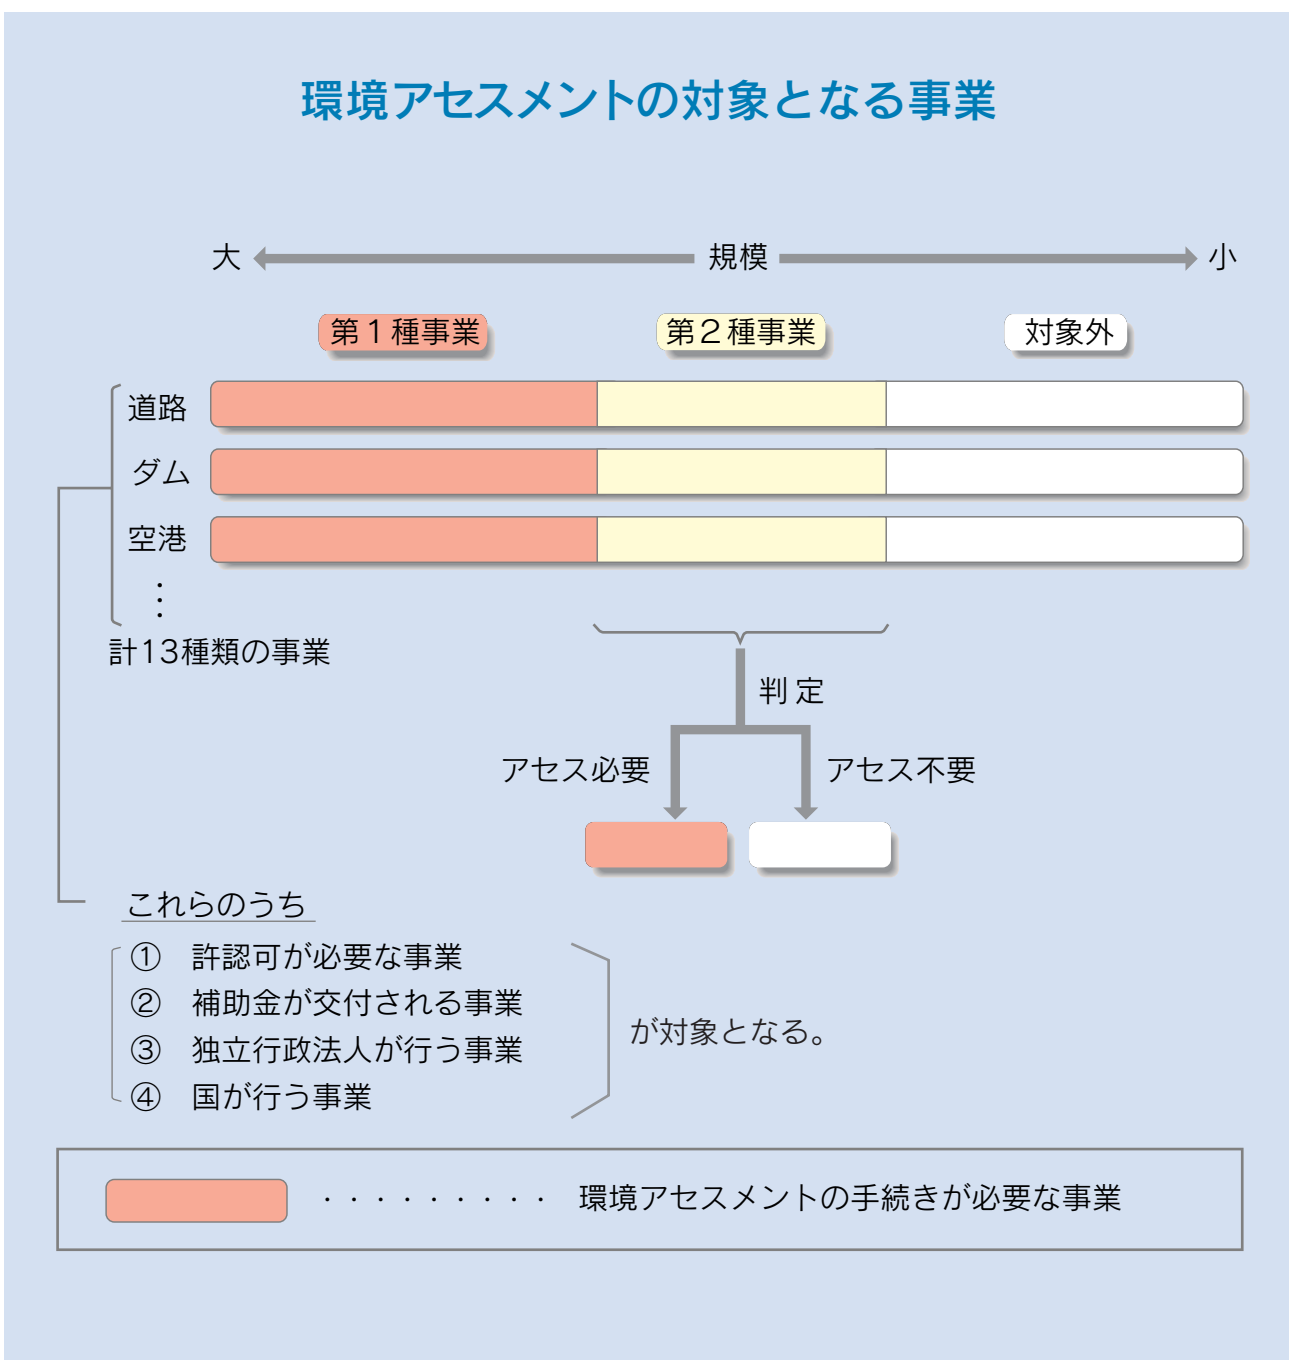 環境アセスメントの対象となる事業
大 規模 小
第1種事業 第2種事業 対象外
道路
ダム
空港
⋮
計13種類の事業
判定
アセス必要 アセス不要
これらのうち
① 許認可が必要な事業
② 補助金が交付される事業
③ 独立行政法人が行う事業
④ 国が行う事業
が対象となる。
・・・・・・・・・ 環境アセスメントの手続きが必要な事業